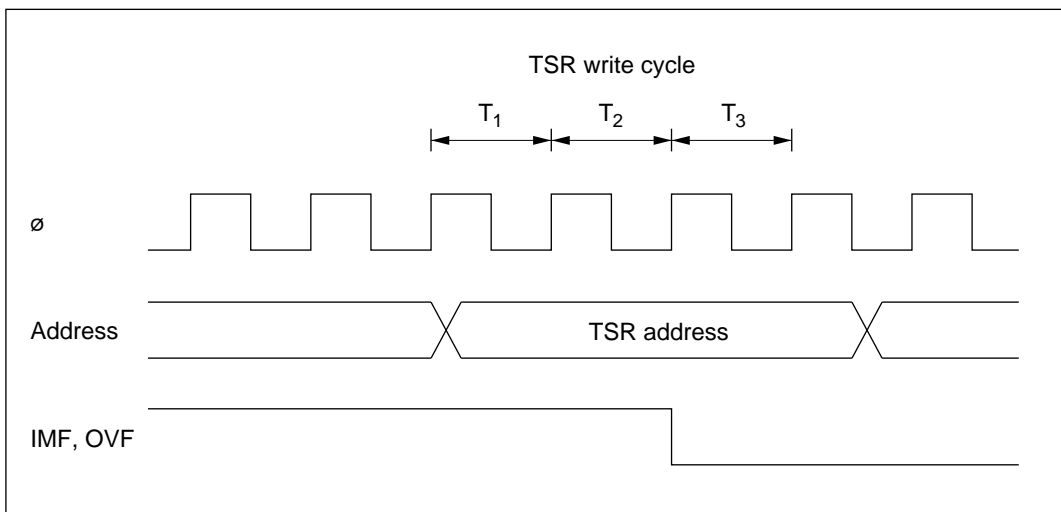 TSR write cycle
T1 T2 T3
ø
Address TSR address
IMF, OVF